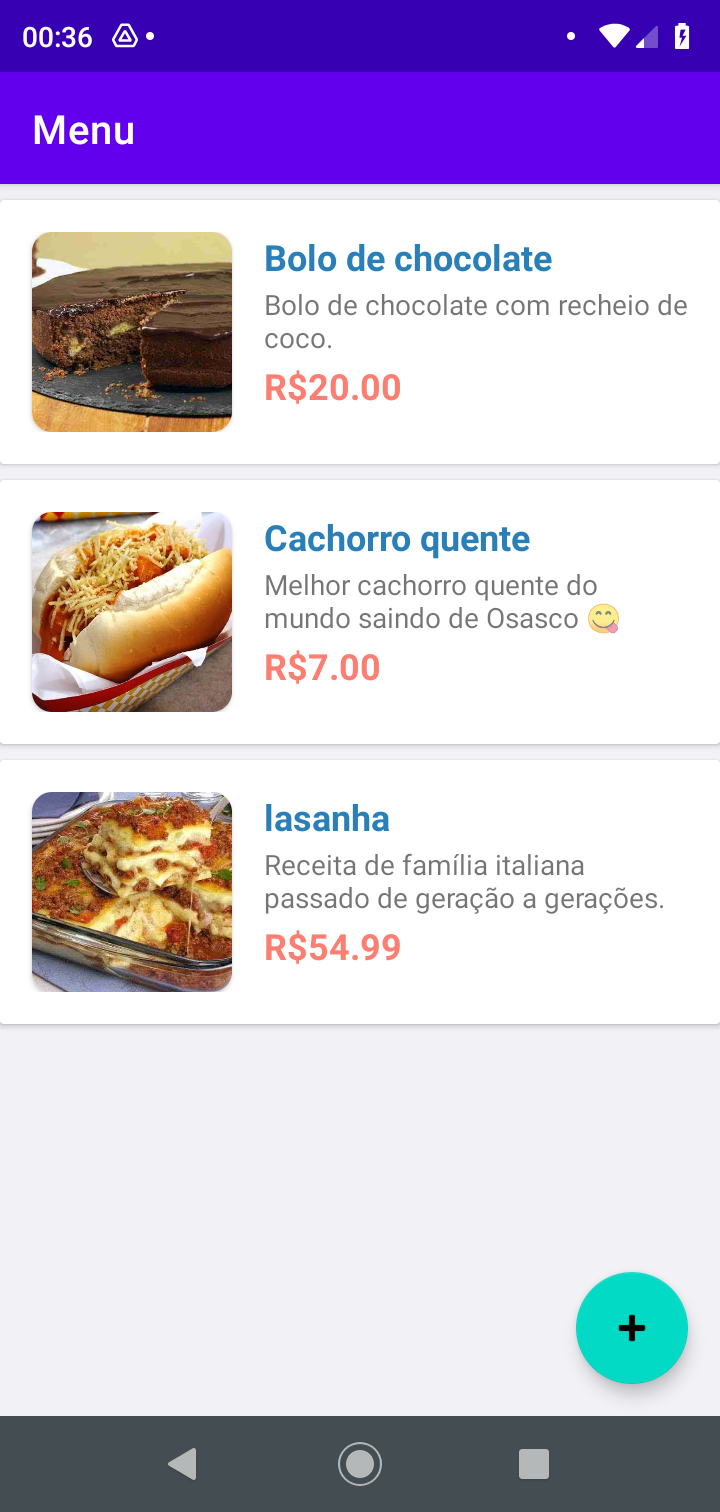 00:36
Menu
Bolo de chocolate
Bolo de chocolate com recheio de
coco.
R$20.00
Cachorro quente
Melhor cachorro quente do
mundo saindo de Osasco 😋
R$7.00
lasanha
Receita de família italiana
passado de geração a gerações.
R$54.99
+